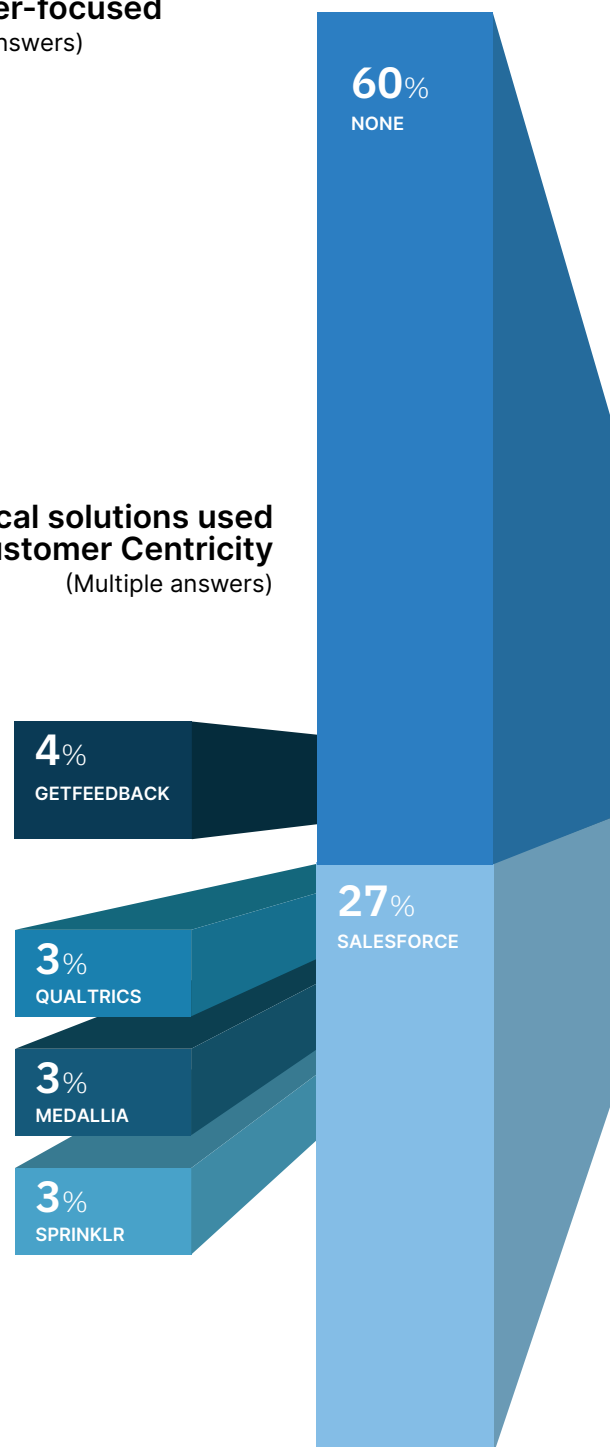 er-focused
nswers)
60%
NONE
cal solutions used
ustomer Centricity
(Multiple answers)
4%
GETFEEDBACK
27%
SALESFORCE
3%
QUALTRICS
3%
MEDALLIA
3%
SPRINKLR